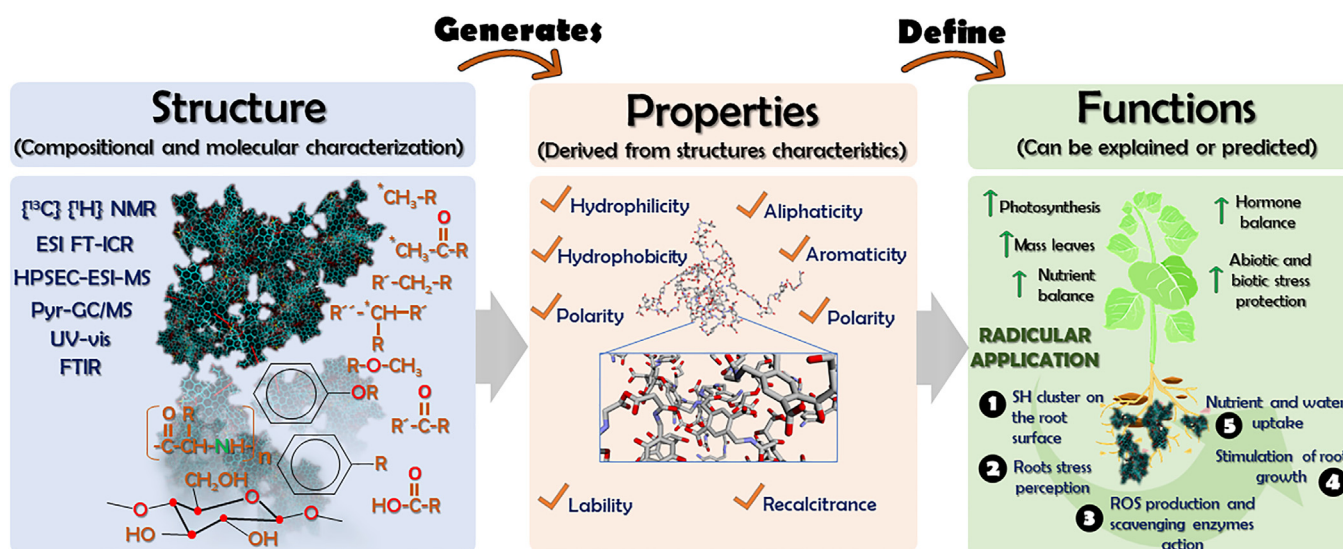 Generates
Define
Structure
(Compositional and molecular characterization)
{¹³C} {¹H} NMR
ESI FT-ICR
HPSEC-ESI-MS
Pyr-GC/MS
UV-vis
FTIR
*CH₃-R
O
*CH₃-C-R
R´-CH₂-R
R´´-*CH-R´
R
R-O-CH₃
OR
O
R´-C-R
R
O
HO-C-R
O R
-C-CH-NH-
n
CH₂OH
O
O
O
HO
OH
Properties
(Derived from structures characteristics)
Hydrophilicity
Aliphaticity
Hydrophobicity
Aromaticity
Polarity
Polarity
Lability
Recalcitrance
Functions
(Can be explained or predicted)
Photosynthesis
Mass leaves
Nutrient
balance
Hormone
balance
Abiotic and
biotic stress
protection
RADICULAR
APPLICATION
1 SH cluster on
the root
surface
2 Roots stress
perception
3 ROS production and
scavenging enzymes
action
Stimulation of root
growth 4
Nutrient and water
5 uptake